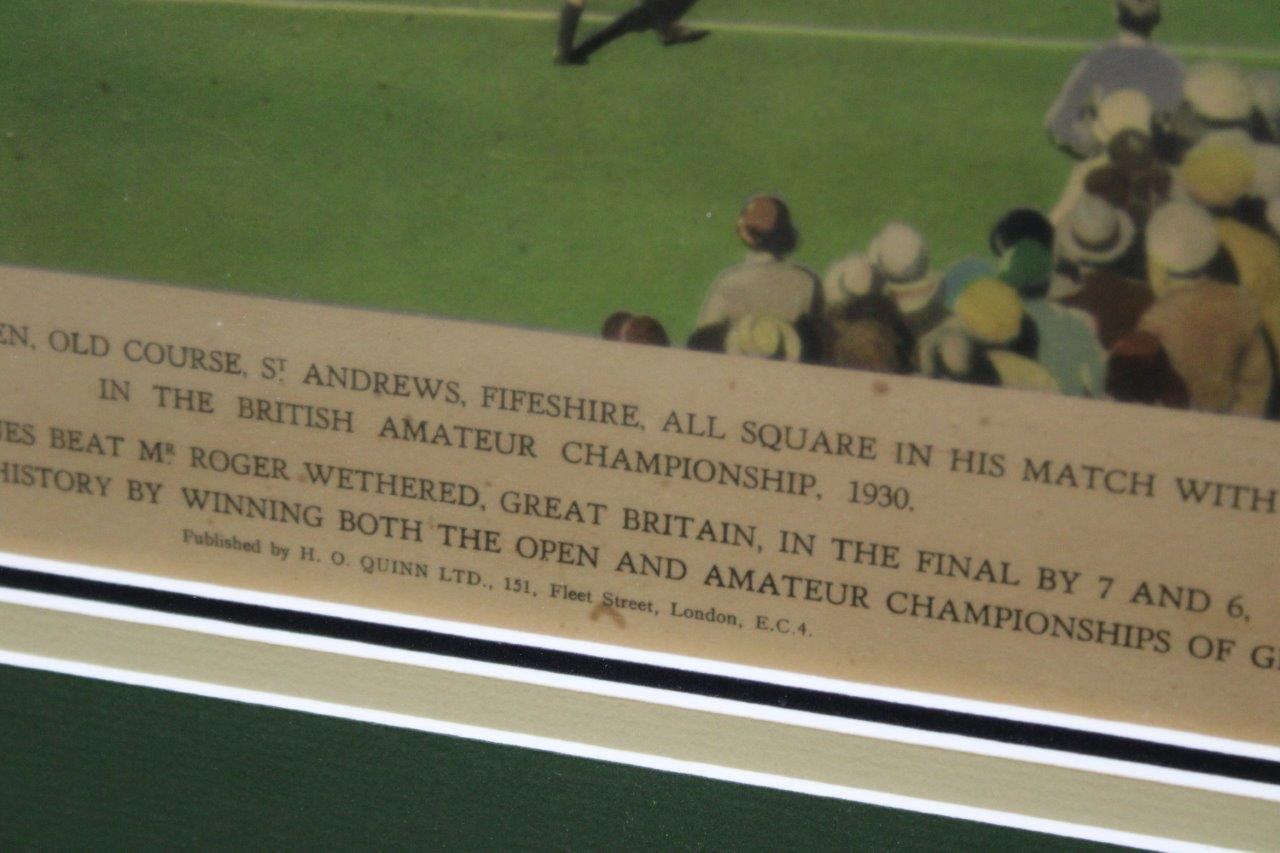 EN, OLD COURSE, ST ANDREWS, FIFESHIRE, ALL SQUARE IN HIS MATCH WITH
IN THE BRITISH AMATEUR CHAMPIONSHIP, 1930.
NES BEAT MR ROGER WETHERED, GREAT BRITAIN, IN THE FINAL BY 7 AND 6,
HISTORY BY WINNING BOTH THE OPEN AND AMATEUR CHAMPIONSHIPS OF G
Published by H. O. QUINN LTD., 151, Fleet Street, London, E.C.4.